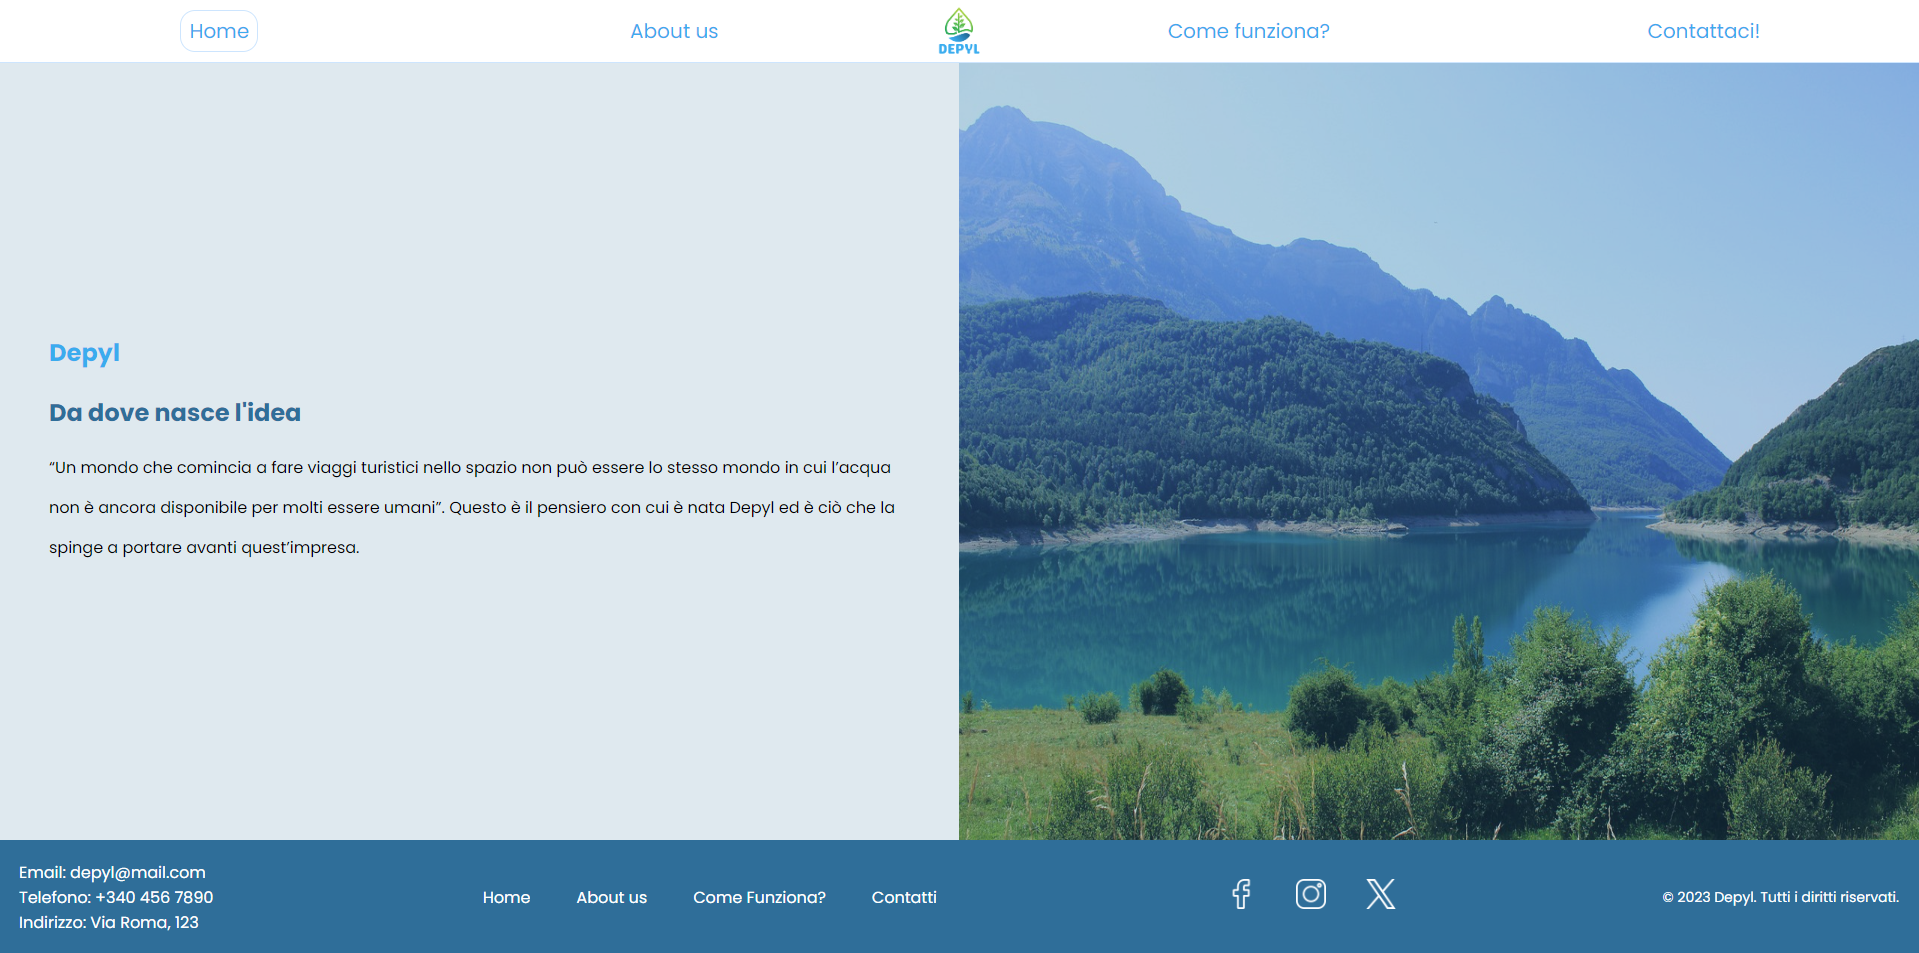 Home
About us
DEPYL
Come funziona?
Contattaci!
Depyl
Da dove nasce l'idea
“Un mondo che comincia a fare viaggi turistici nello spazio non può essere lo stesso mondo in cui l’acqua
non è ancora disponibile per molti essere umani”. Questo è il pensiero con cui è nata Depyl ed è ciò che la
spinge a portare avanti quest’impresa.
Email: depyl@mail.com
Telefono: +340 456 7890
Indirizzo: Via Roma, 123
Home
About us
Come Funziona?
Contatti
© 2023 Depyl. Tutti i diritti riservati.